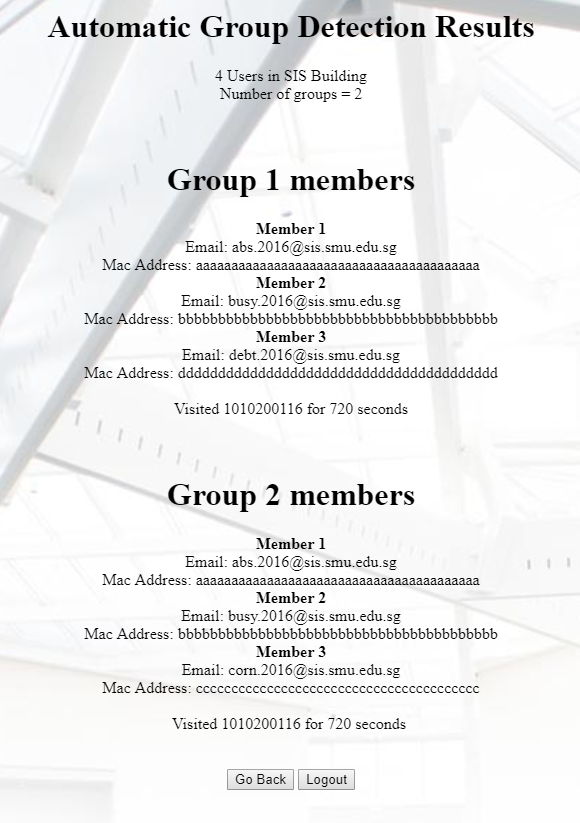 Automatic Group Detection Results
4 Users in SIS Building
Number of groups = 2
Group 1 members
Member 1
Email: abs.2016@sis.smu.edu.sg
Mac Address: aaaaaaaaaaaaaaaaaaaaaaaaaaaaaaaaaaaaaaaa
Member 2
Email: busy.2016@sis.smu.edu.sg
Mac Address: bbbbbbbbbbbbbbbbbbbbbbbbbbbbbbbbbbbbbbbb
Member 3
Email: debt.2016@sis.smu.edu.sg
Mac Address: dddddddddddddddddddddddddddddddddddddddd
Visited 1010200116 for 720 seconds
Group 2 members
Member 1
Email: abs.2016@sis.smu.edu.sg
Mac Address: aaaaaaaaaaaaaaaaaaaaaaaaaaaaaaaaaaaaaaaa
Member 2
Email: busy.2016@sis.smu.edu.sg
Mac Address: bbbbbbbbbbbbbbbbbbbbbbbbbbbbbbbbbbbbbbbb
Member 3
Email: corn.2016@sis.smu.edu.sg
Mac Address: cccccccccccccccccccccccccccccccccccccccc
Visited 1010200116 for 720 seconds
Go Back Logout